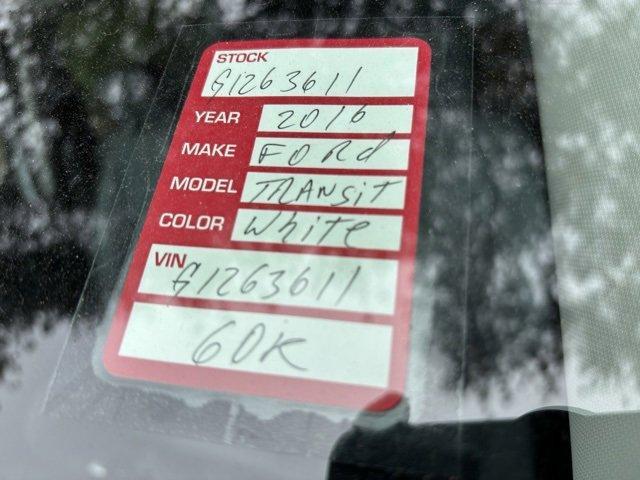 STOCK
G1263611
YEAR 2016
MAKE FORd
MODEL TRANSiT
COLOR White
VIN
G1263611
60K